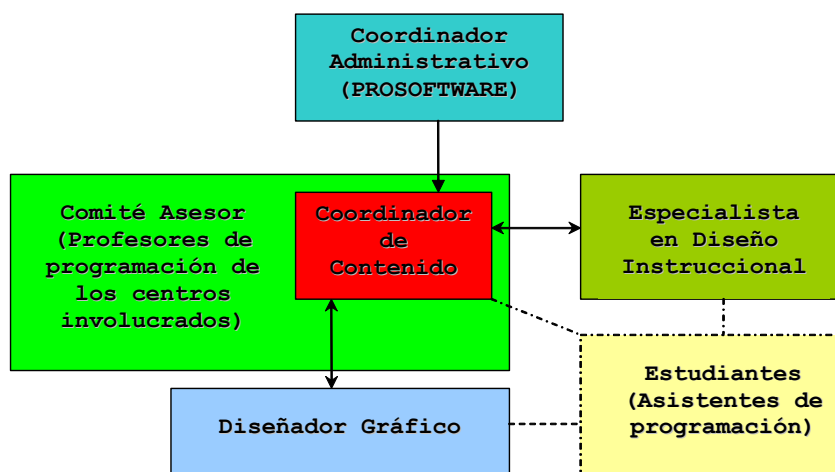 Coordinador
Administrativo
(PROSOFTWARE)
Comité Asesor
(Profesores de
programación de
los centros
involucrados)
Coordinador
de
Contenido
Especialista
en Diseño
Instruccional
Diseñador Gráfico
Estudiantes
(Asistentes de
programación)